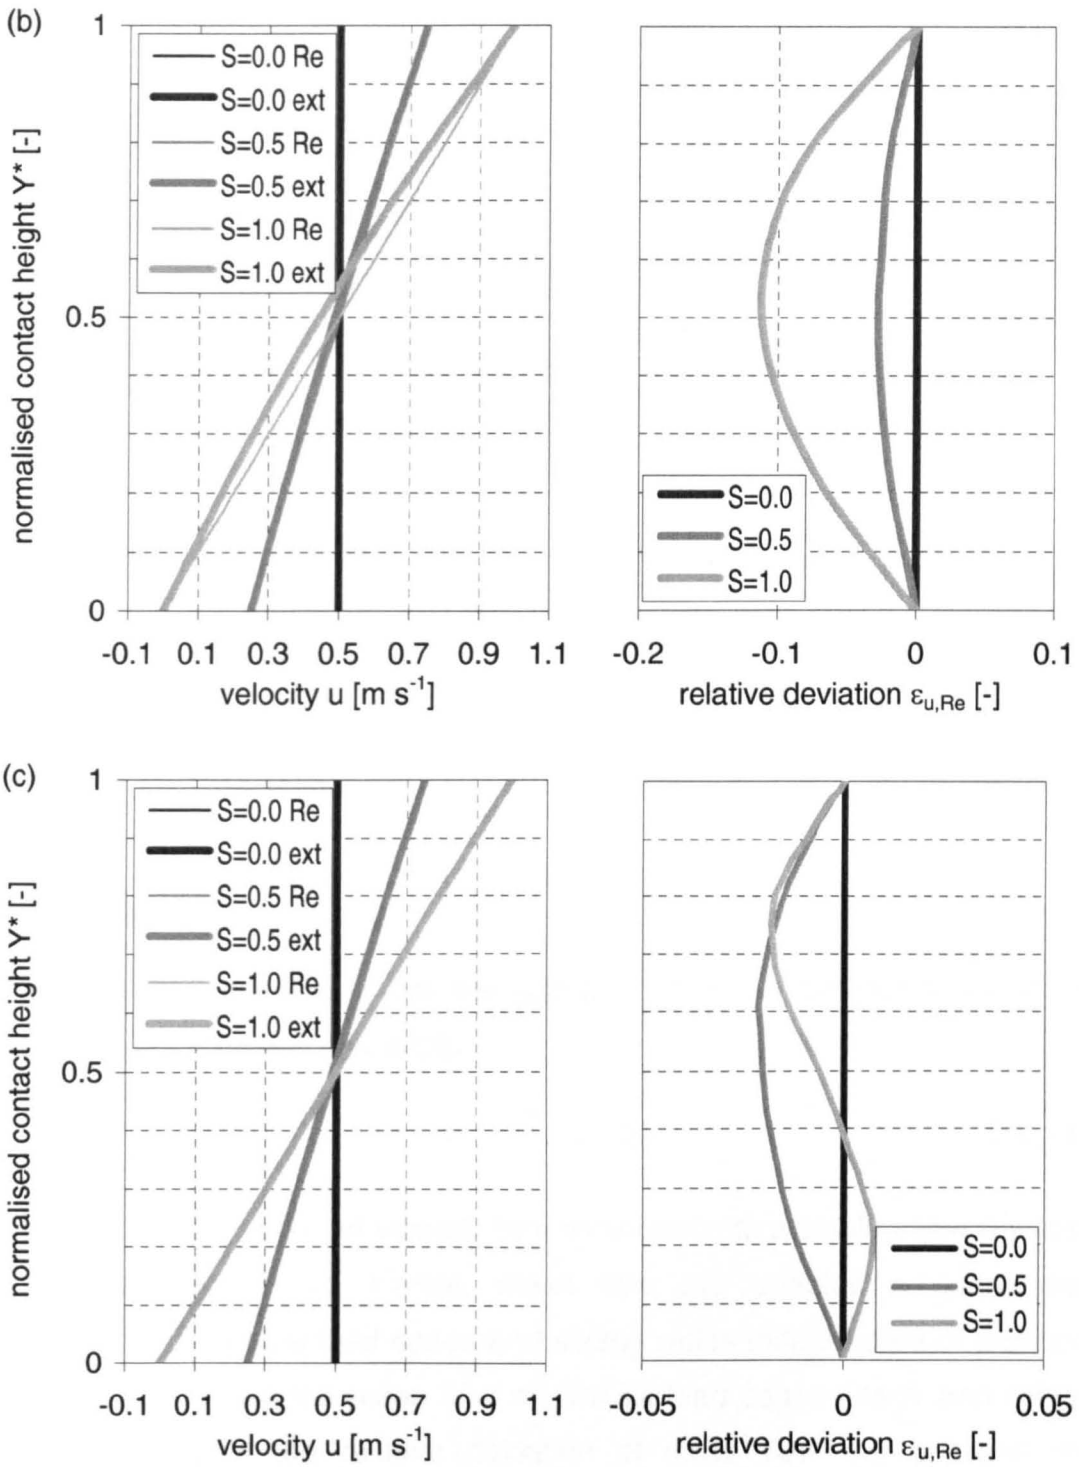 (b)
1
0.5
0
normalised contact height Y* [-]
S=0.0 Re
S=0.0 ext
S=0.5 Re
S=0.5 ext
S=1.0 Re
S=1.0 ext
-0.1 0.1 0.3 0.5 0.7 0.9 1.1
velocity u [m s-1]
S=0.0
S=0.5
S=1.0
-0.2 -0.1 0 0.1
relative deviation εu,Re [-]
(c)
1
0.5
0
normalised contact height Y* [-]
S=0.0 Re
S=0.0 ext
S=0.5 Re
S=0.5 ext
S=1.0 Re
S=1.0 ext
-0.1 0.1 0.3 0.5 0.7 0.9 1.1
velocity u [m s-1]
S=0.0
S=0.5
S=1.0
-0.05 0 0.05
relative deviation εu,Re [-]